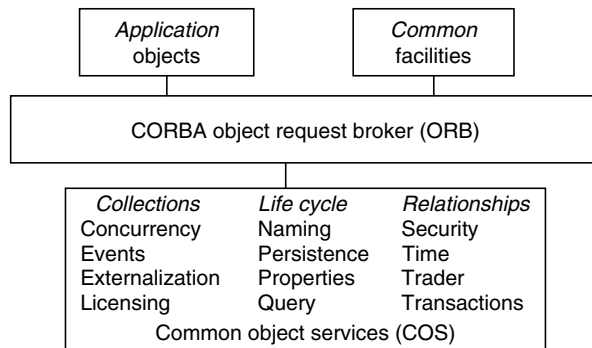 Application
objects
Common
facilities
CORBA object request broker (ORB)
Collections Life cycle Relationships
Concurrency Naming Security
Events Persistence Time
Externalization Properties Trader
Licensing Query Transactions
Common object services (COS)